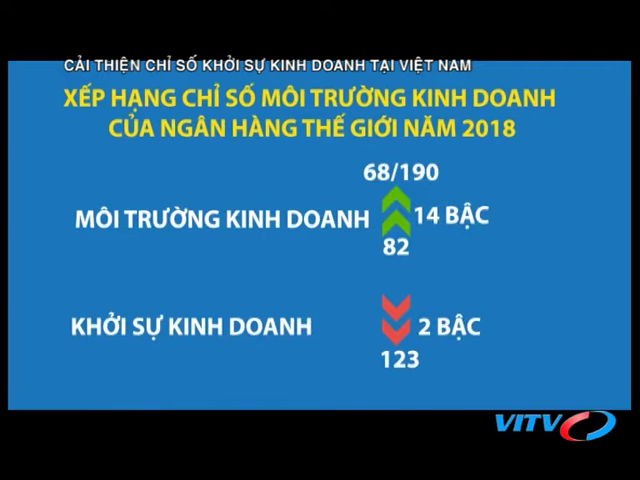 CẢI THIỆN CHỈ SỐ KHỞI SỰ KINH DOANH TẠI VIỆT NAM
XẾP HẠNG CHỈ SỐ MÔI TRƯỜNG KINH DOANH
CỦA NGÂN HÀNG THẾ GIỚI NĂM 2018
68/190
MÔI TRƯỜNG KINH DOANH 14 BẬC
82
KHỞI SỰ KINH DOANH 2 BẬC
123
VITV